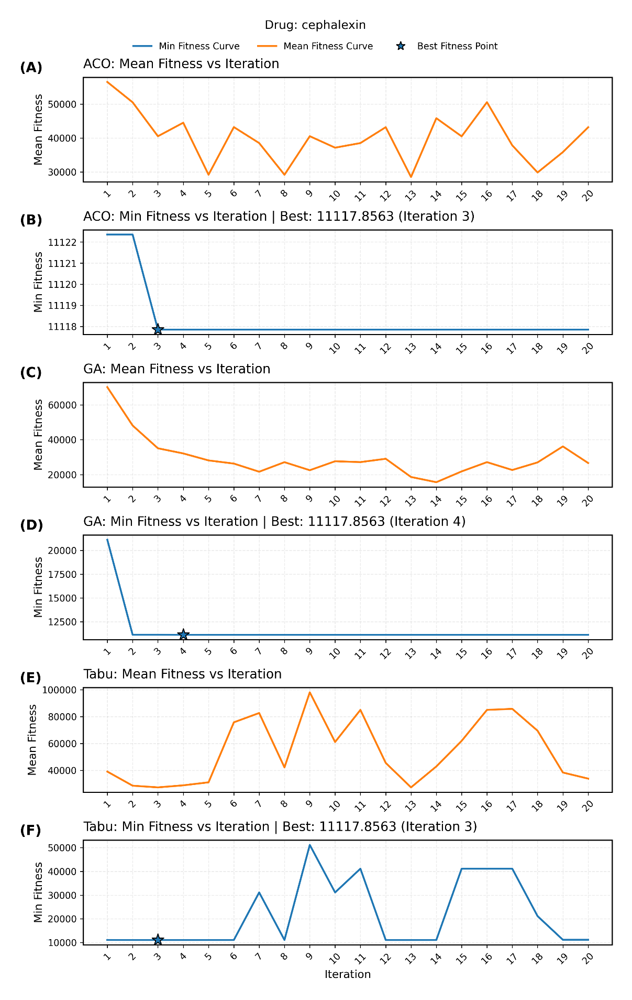 Drug: cephalexin
Min Fitness Curve Mean Fitness Curve Best Fitness Point
(A) ACO: Mean Fitness vs Iteration
Mean Fitness
50000
40000
30000
1 2 3 4 5 6 7 8 9 10 11 12 13 14 15 16 17 18 19 20
(B) ACO: Min Fitness vs Iteration | Best: 11117.8563 (Iteration 3)
Min Fitness
11122
11121
11120
11119
11118
1 2 3 4 5 6 7 8 9 10 11 12 13 14 15 16 17 18 19 20
(C) GA: Mean Fitness vs Iteration
Mean Fitness
60000
40000
20000
1 2 3 4 5 6 7 8 9 10 11 12 13 14 15 16 17 18 19 20
(D) GA: Min Fitness vs Iteration | Best: 11117.8563 (Iteration 4)
Min Fitness
20000
17500
15000
12500
1 2 3 4 5 6 7 8 9 10 11 12 13 14 15 16 17 18 19 20
(E) Tabu: Mean Fitness vs Iteration
Mean Fitness
100000
80000
60000
40000
1 2 3 4 5 6 7 8 9 10 11 12 13 14 15 16 17 18 19 20
(F) Tabu: Min Fitness vs Iteration | Best: 11117.8563 (Iteration 3)
Min Fitness
50000
40000
30000
20000
10000
1 2 3 4 5 6 7 8 9 10 11 12 13 14 15 16 17 18 19 20
Iteration